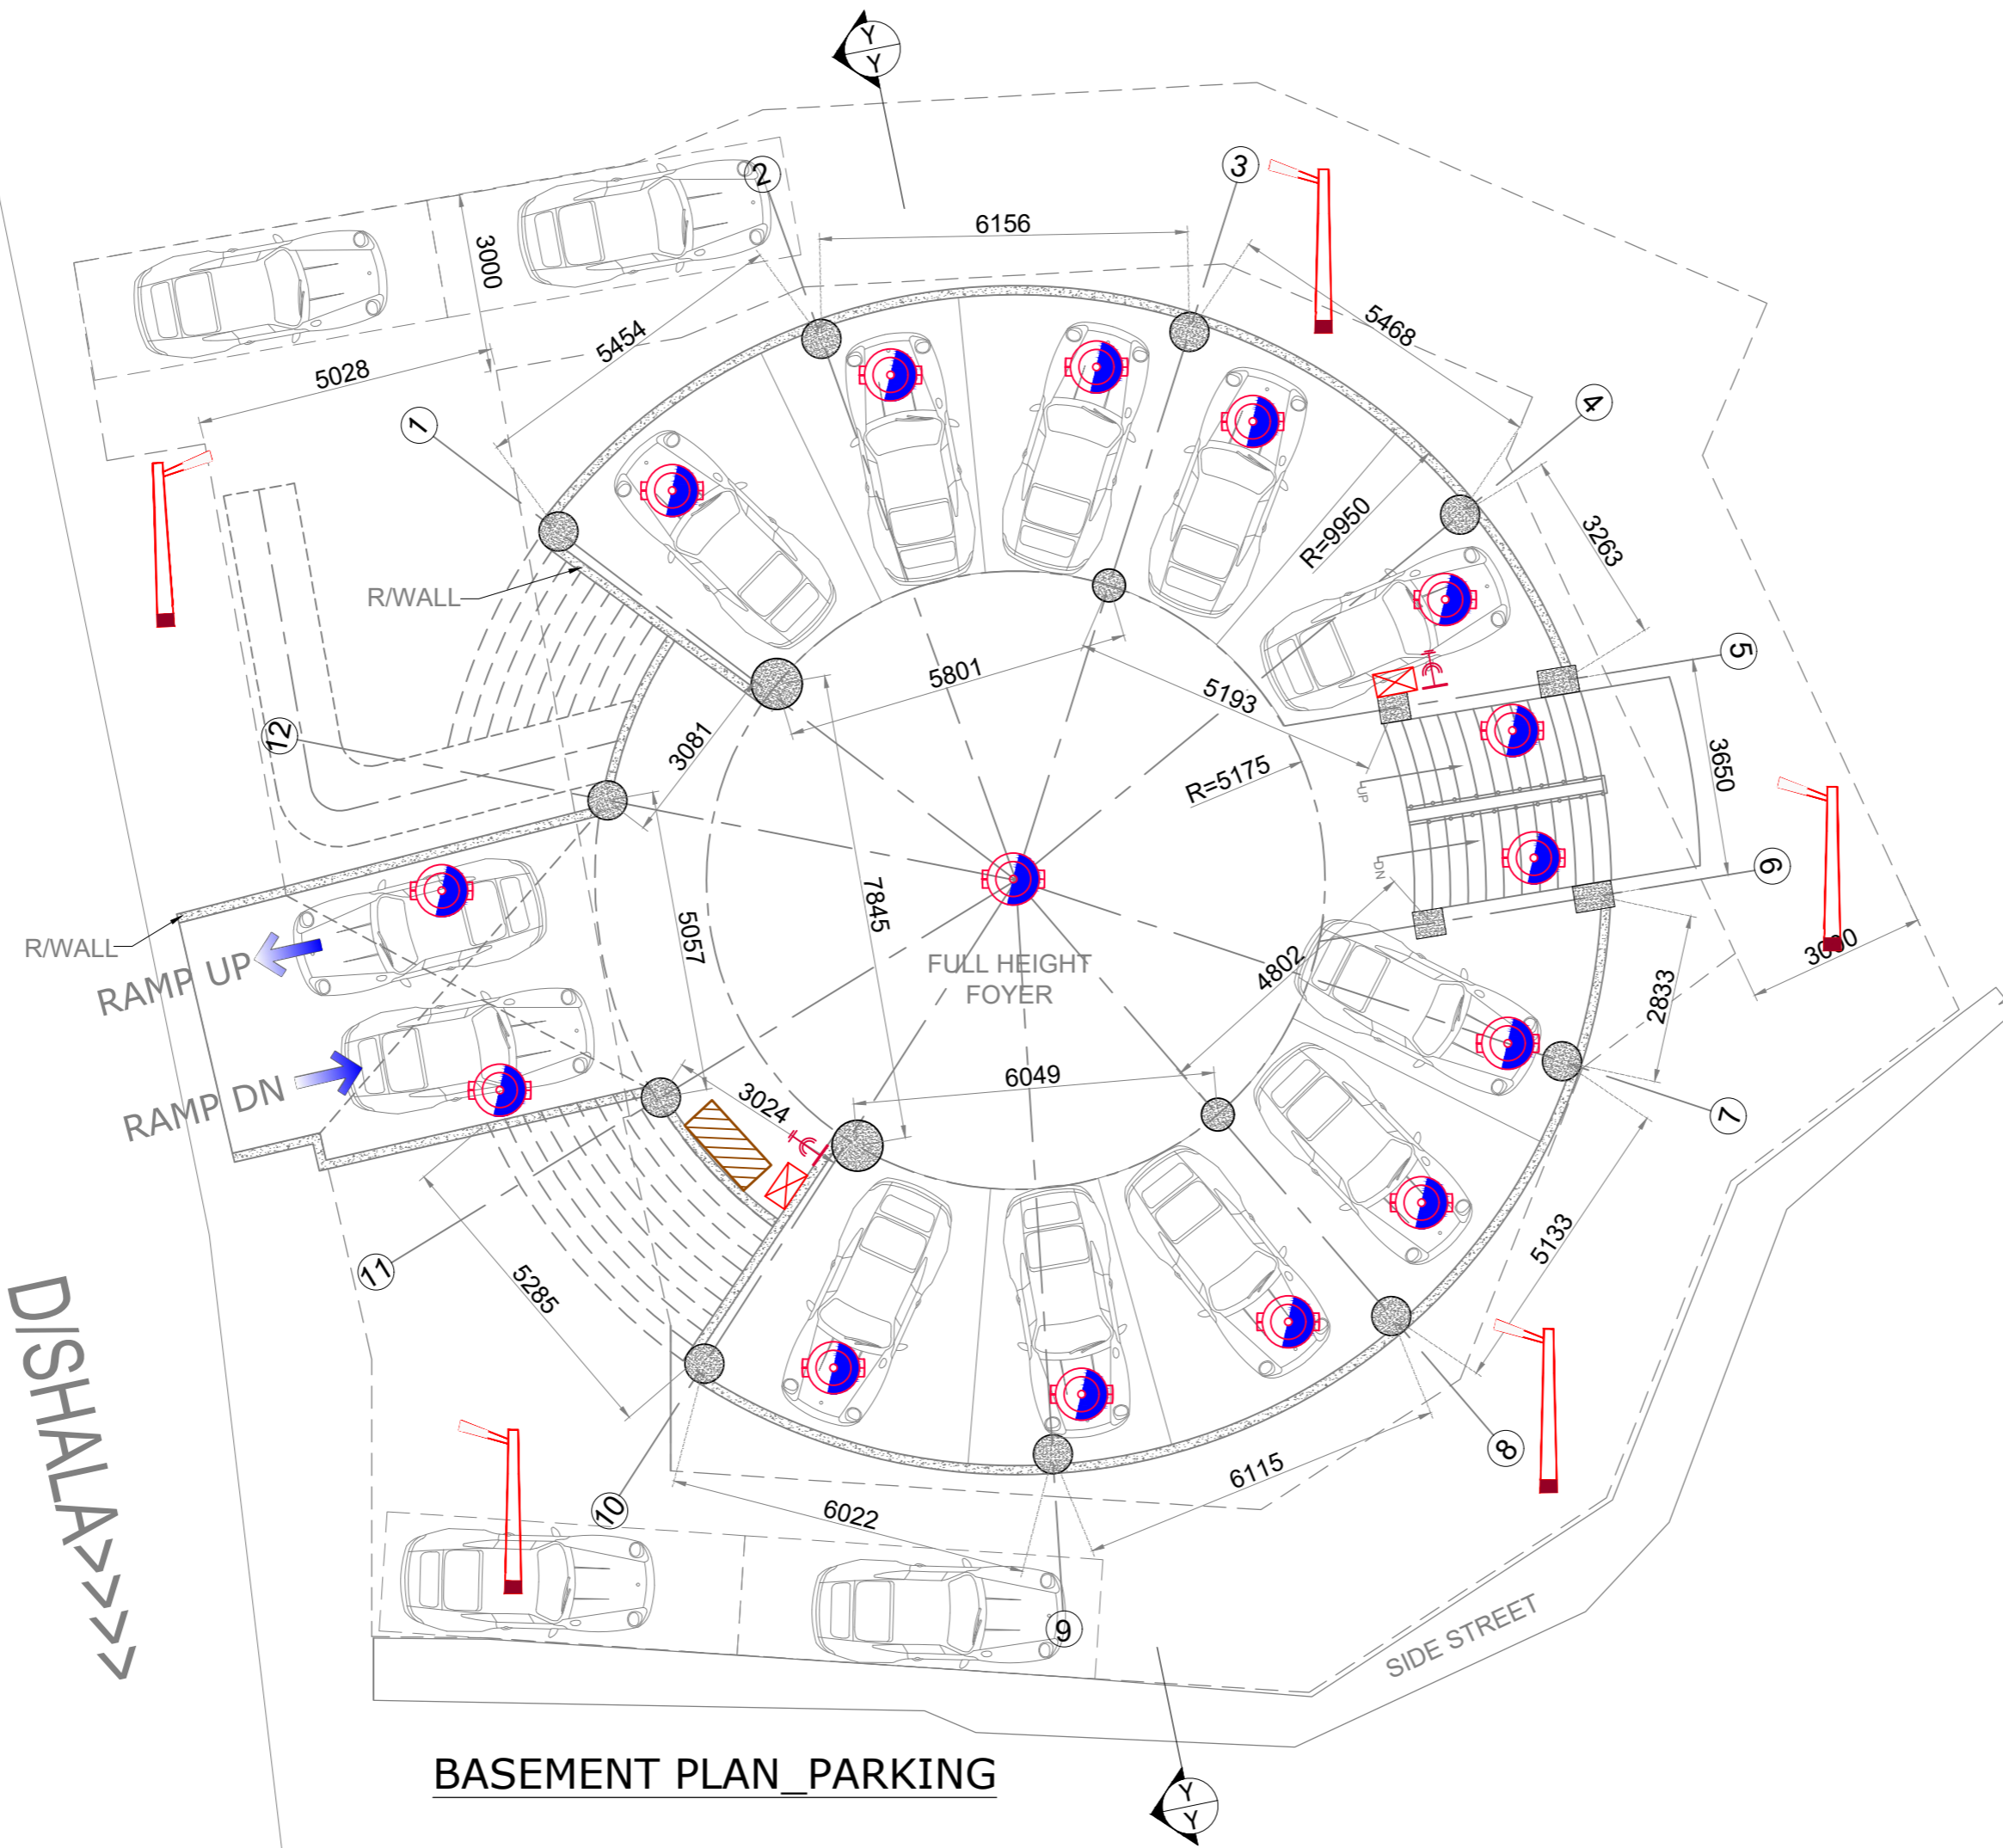 Y
Y
2
3
6156
3000
5454
5468
5028
1
4
R=9950
3263
R/WALL
5801
5193
5
12
3081
R=5175
3650
UP
DN
6
7845
5057
R/WALL
RAMP UP
FULL HEIGHT
FOYER
4802
2833
RAMP DN
3024
6049
7
5133
11
5285
DISHALA>>>>
8
6115
10
6022
9
SIDE STREET
BASEMENT PLAN_PARKING
Y
Y